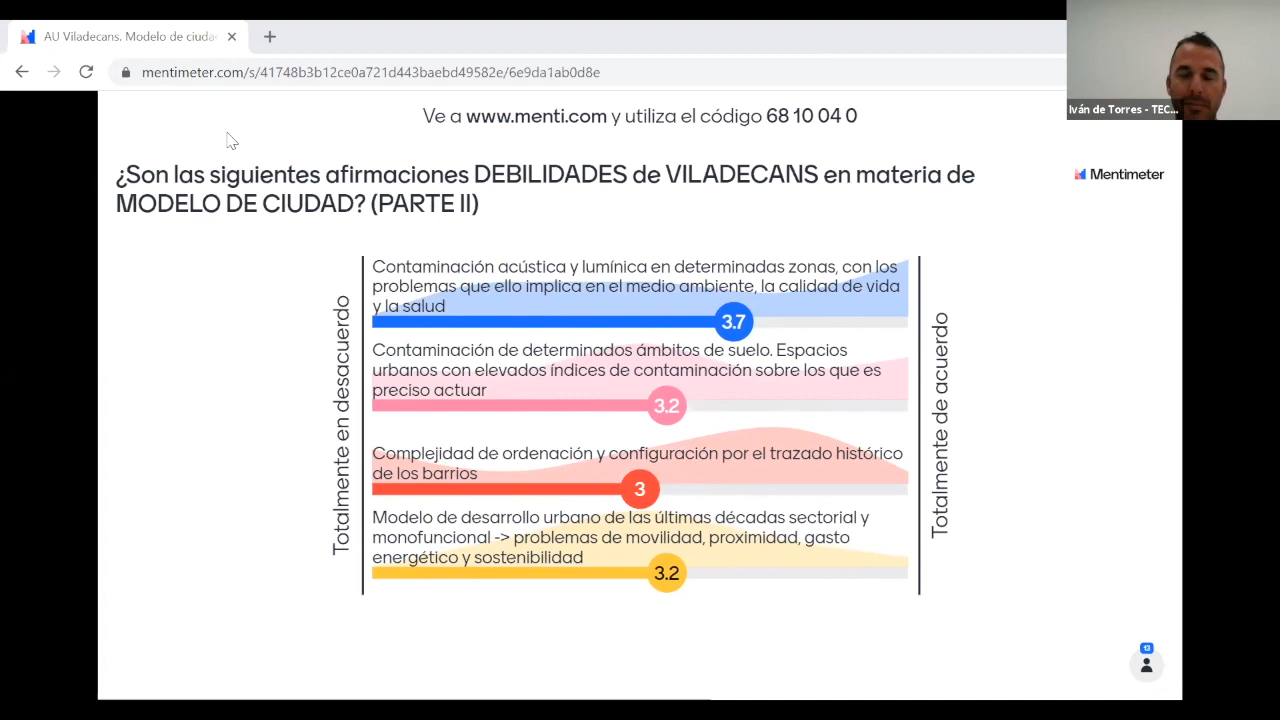 AU Viladecans. Modelo de ciuda
mentimeter.com/s/41748b3b12ce0a721d443baebd49582e/6e9da1ab0d8e
Iván de Torres - TEC...
Ve a www.menti.com y utiliza el código 68 10 04 0
¿Son las siguientes afirmaciones DEBILIDADES de VILADECANS en materia de
MODELO DE CIUDAD? (PARTE II)
Mentimeter
Totalmente en desacuerdo
Contaminación acústica y lumínica en determinadas zonas, con los
problemas que ello implica en el medio ambiente, la calidad de vida
y la salud
3.7
Contaminación de determinados ámbitos de suelo. Espacios
urbanos con elevados índices de contaminación sobre los que es
preciso actuar
3.2
Complejidad de ordenación y configuración por el trazado histórico
de los barrios
3
Modelo de desarrollo urbano de las últimas décadas sectorial y
monofuncional -> problemas de movilidad, proximidad, gasto
energético y sostenibilidad
3.2
Totalmente de acuerdo